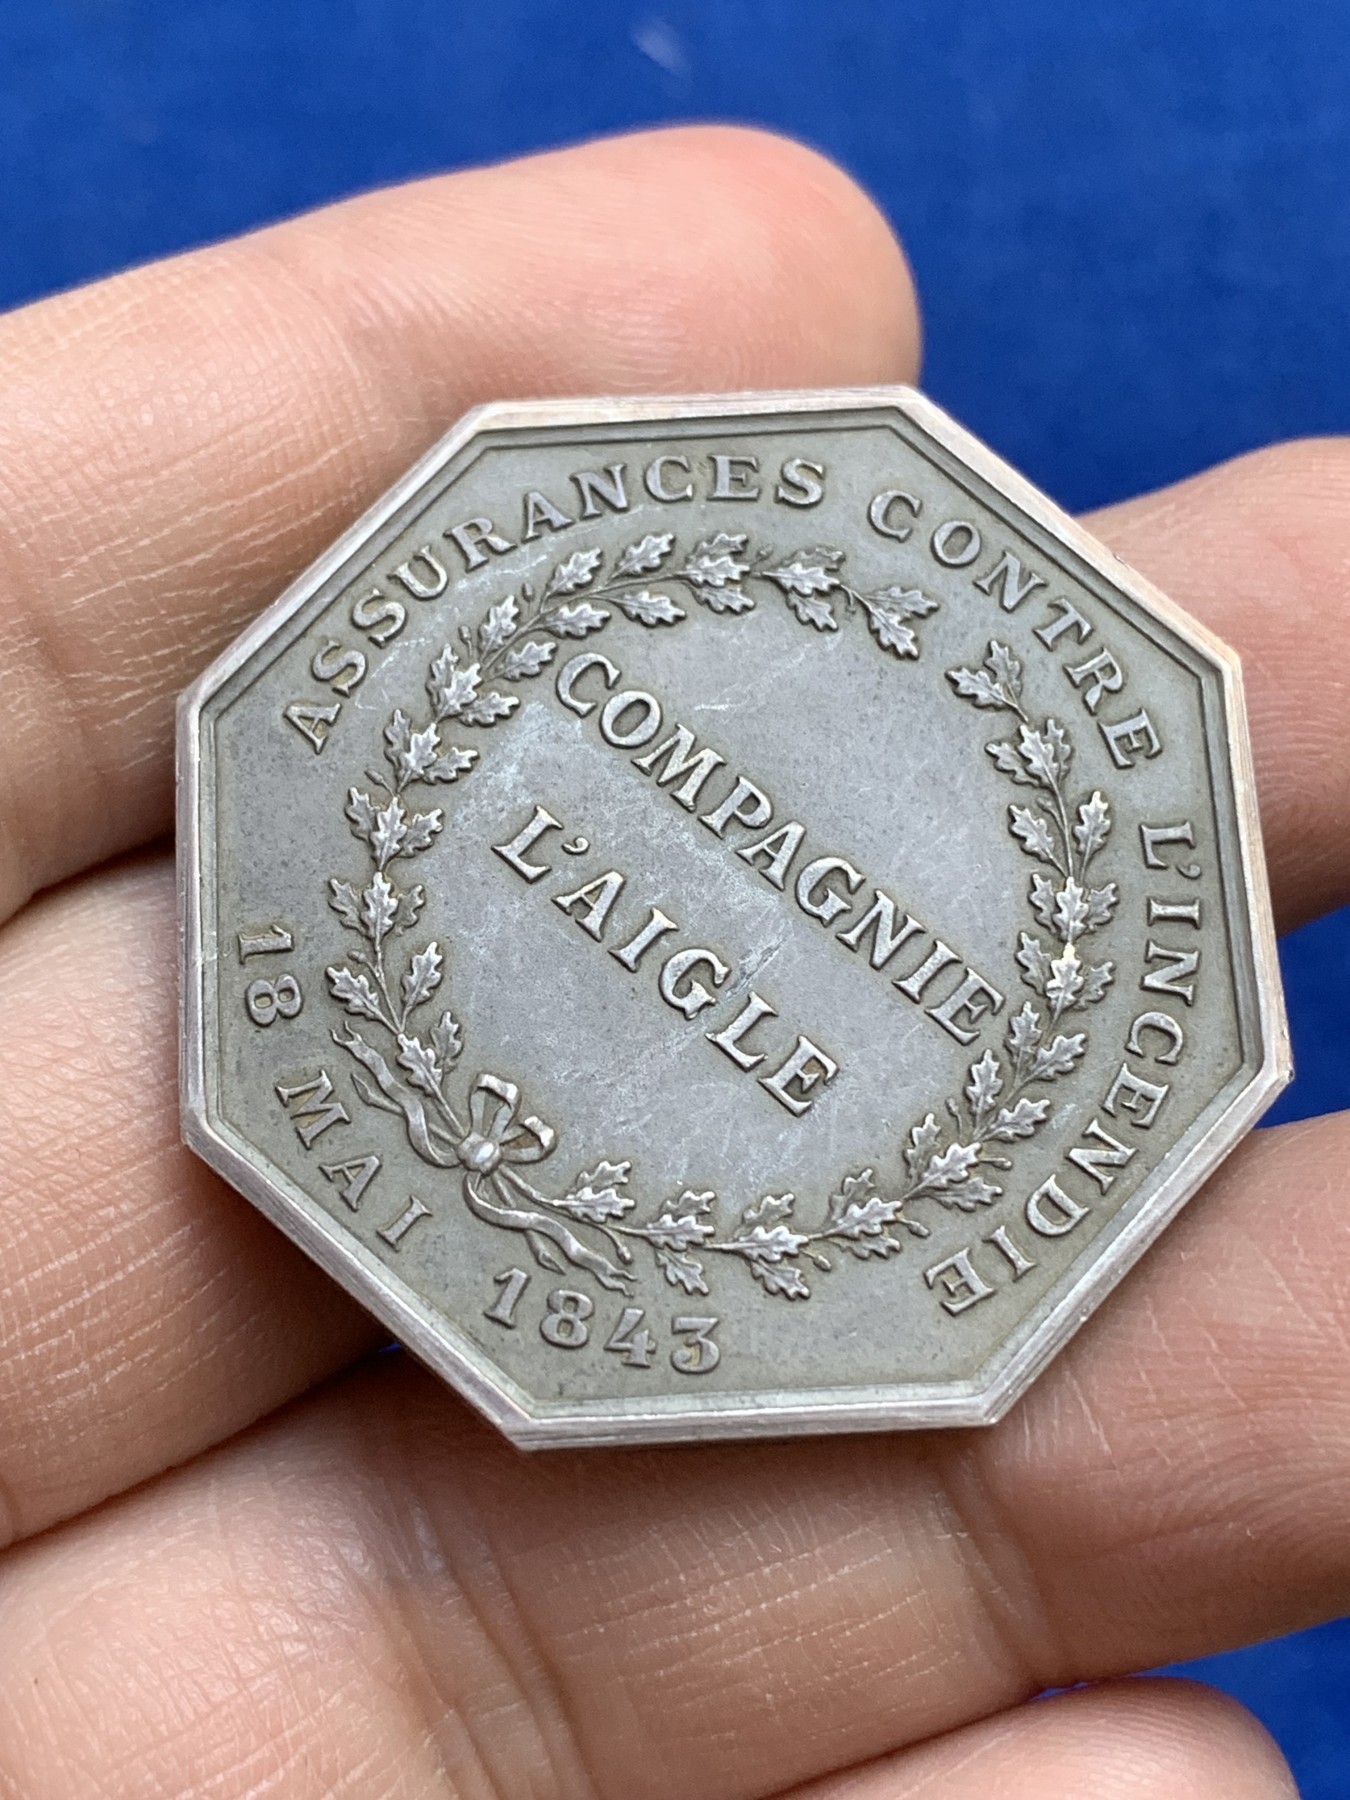 ASSURANCES CONTRE L'INCENDIE
COMPAGNIE
L'AIGLE
18 MAI 1843